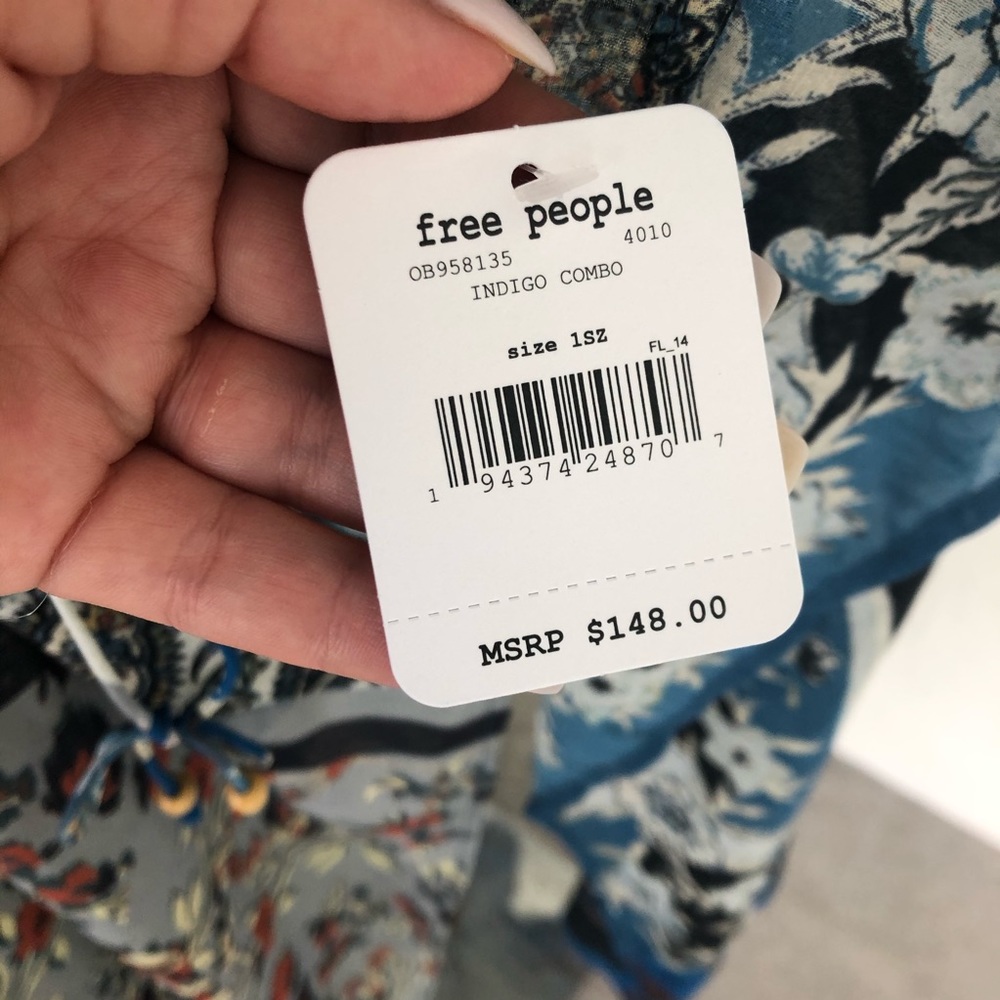 free people
OB958135 4010
INDIGO COMBO
size 1SZ
FL_14
1 94374 24870 7
MSRP $148.00